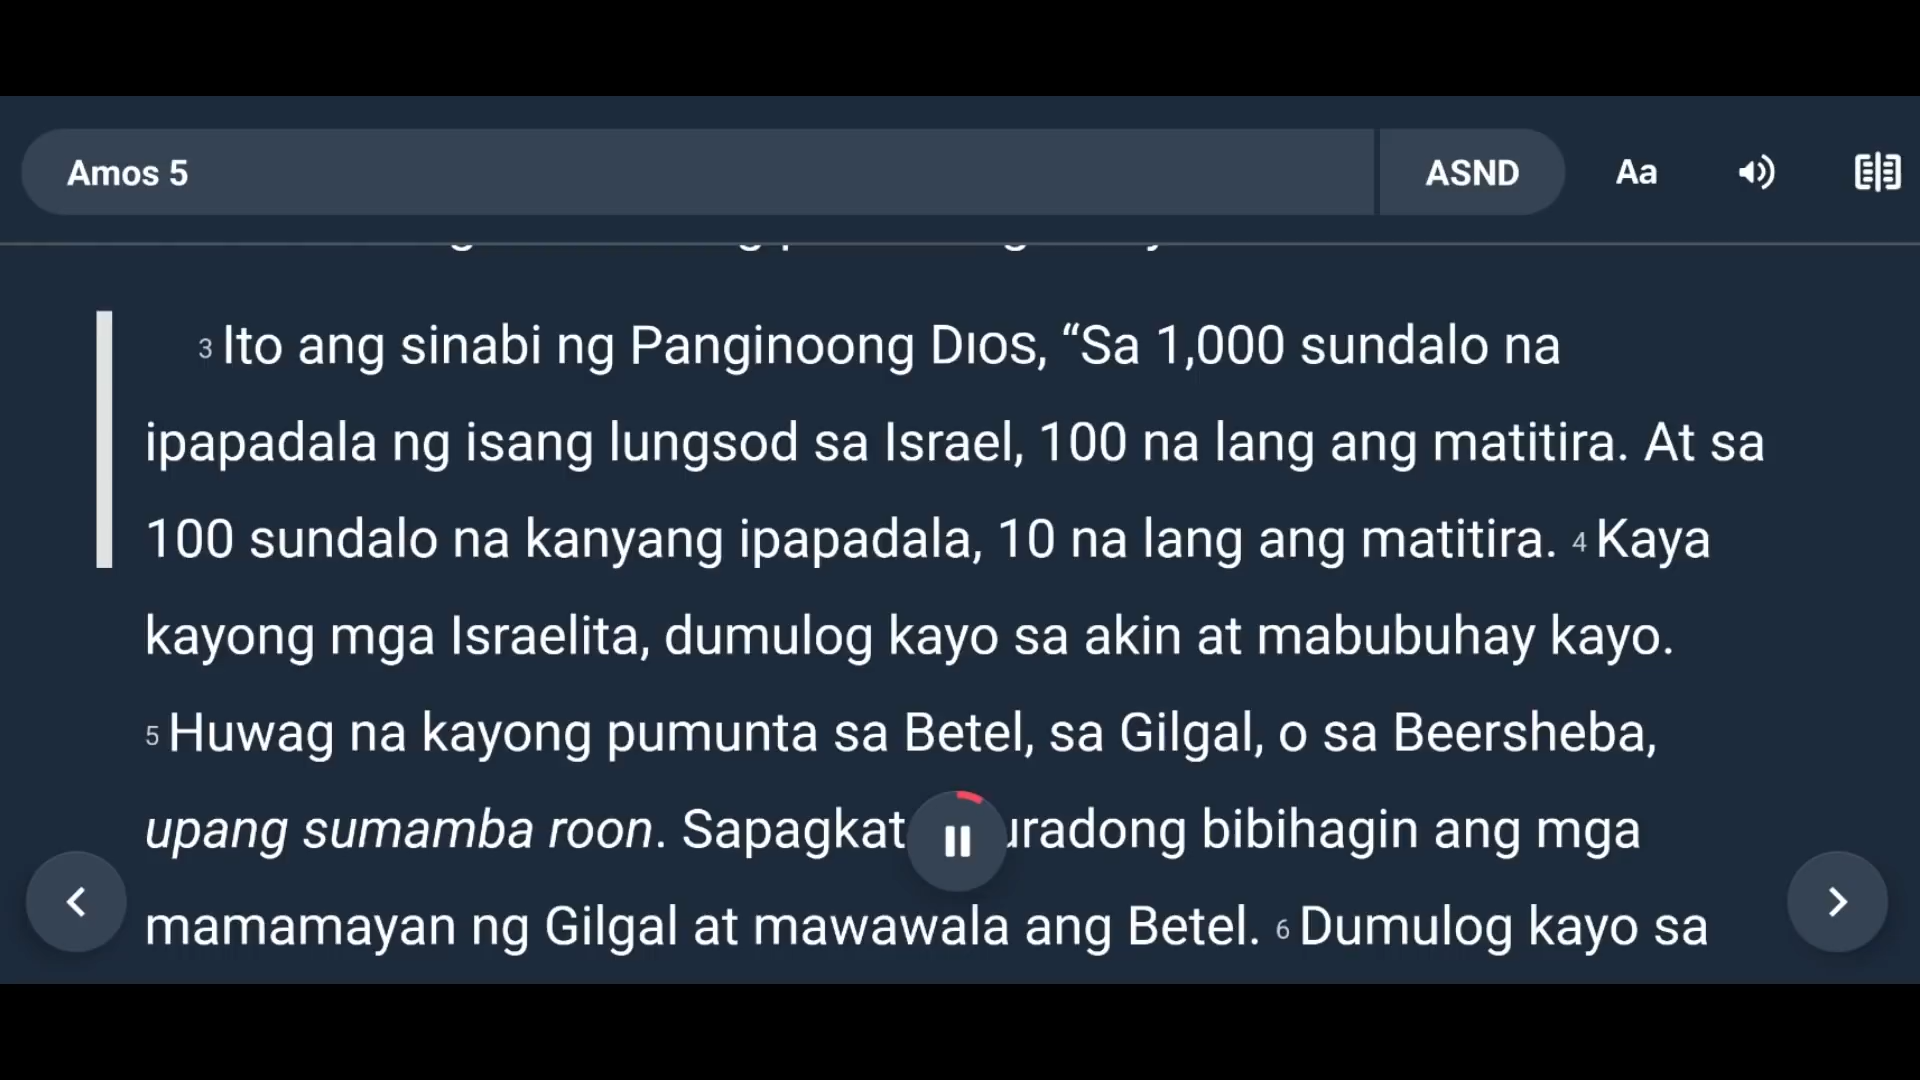 Amos 5
ASND
Aa
3 Ito ang sinabi ng Panginoong Dios, “Sa 1,000 sundalo na
ipapadala ng isang lungsod sa Israel, 100 na lang ang matitira. At sa
100 sundalo na kanyang ipapadala, 10 na lang ang matitira. 4 Kaya
kayong mga Israelita, dumulog kayo sa akin at mabubuhay kayo.
5 Huwag na kayong pumunta sa Betel, sa Gilgal, o sa Beersheba,
upang sumamba roon. Sapagkat bibihagin ang mga
mamamayan ng Gilgal at mawawala ang Betel. 6 Dumulog kayo sa